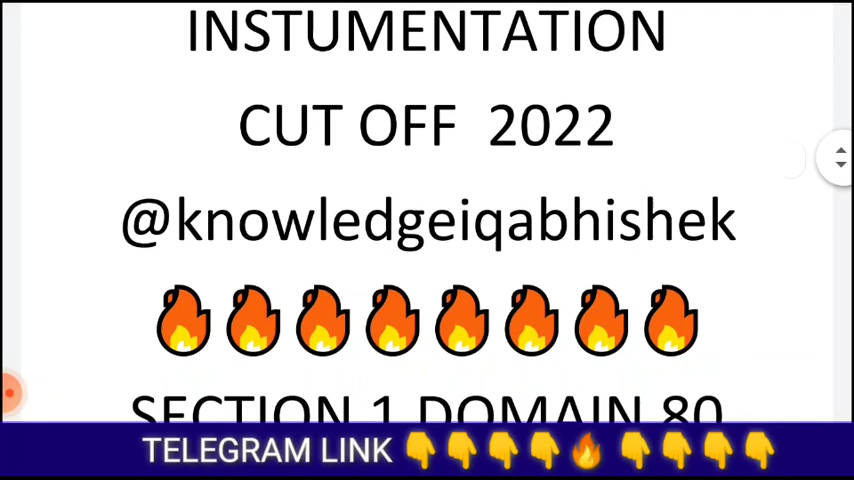 INSTUMENTATION
CUT OFF 2022
@knowledgeiqabhishek
🔥🔥🔥🔥🔥🔥🔥🔥
SECTION 1 DOMAIN 80
TELEGRAM LINK 👇👇👇👇🔥👇👇👇👇